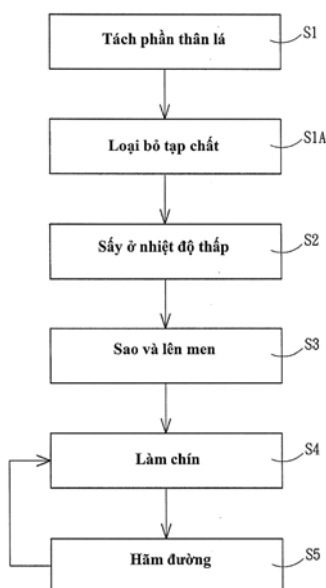 Tách phần thân lá
S1
Loại bỏ tạp chất
S1A
Sấy ở nhiệt độ thấp
S2
Sao và lên men
S3
Làm chín
S4
Hãm đường
S5